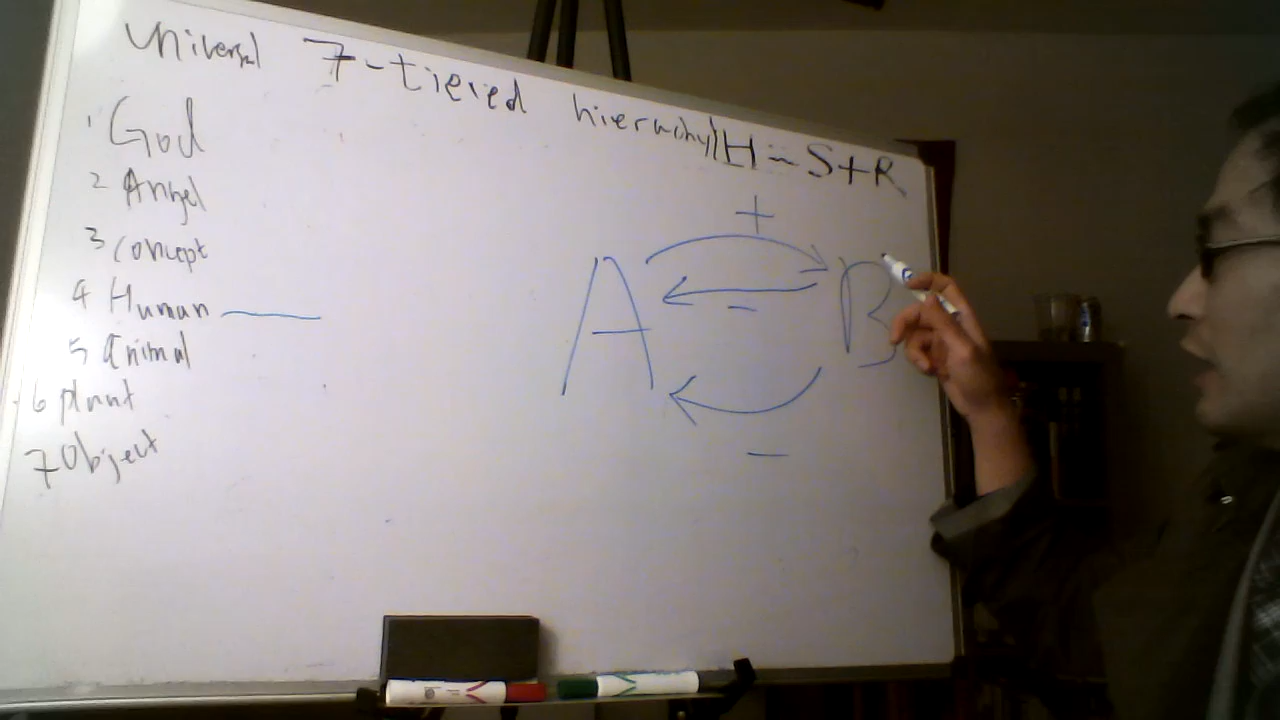 Universal 7-tiered hierarchy H = S+R
1 God
2 Angel
3 Concept
4 Human
5 Animal
6 plant
7 Object
+
A B
-
-